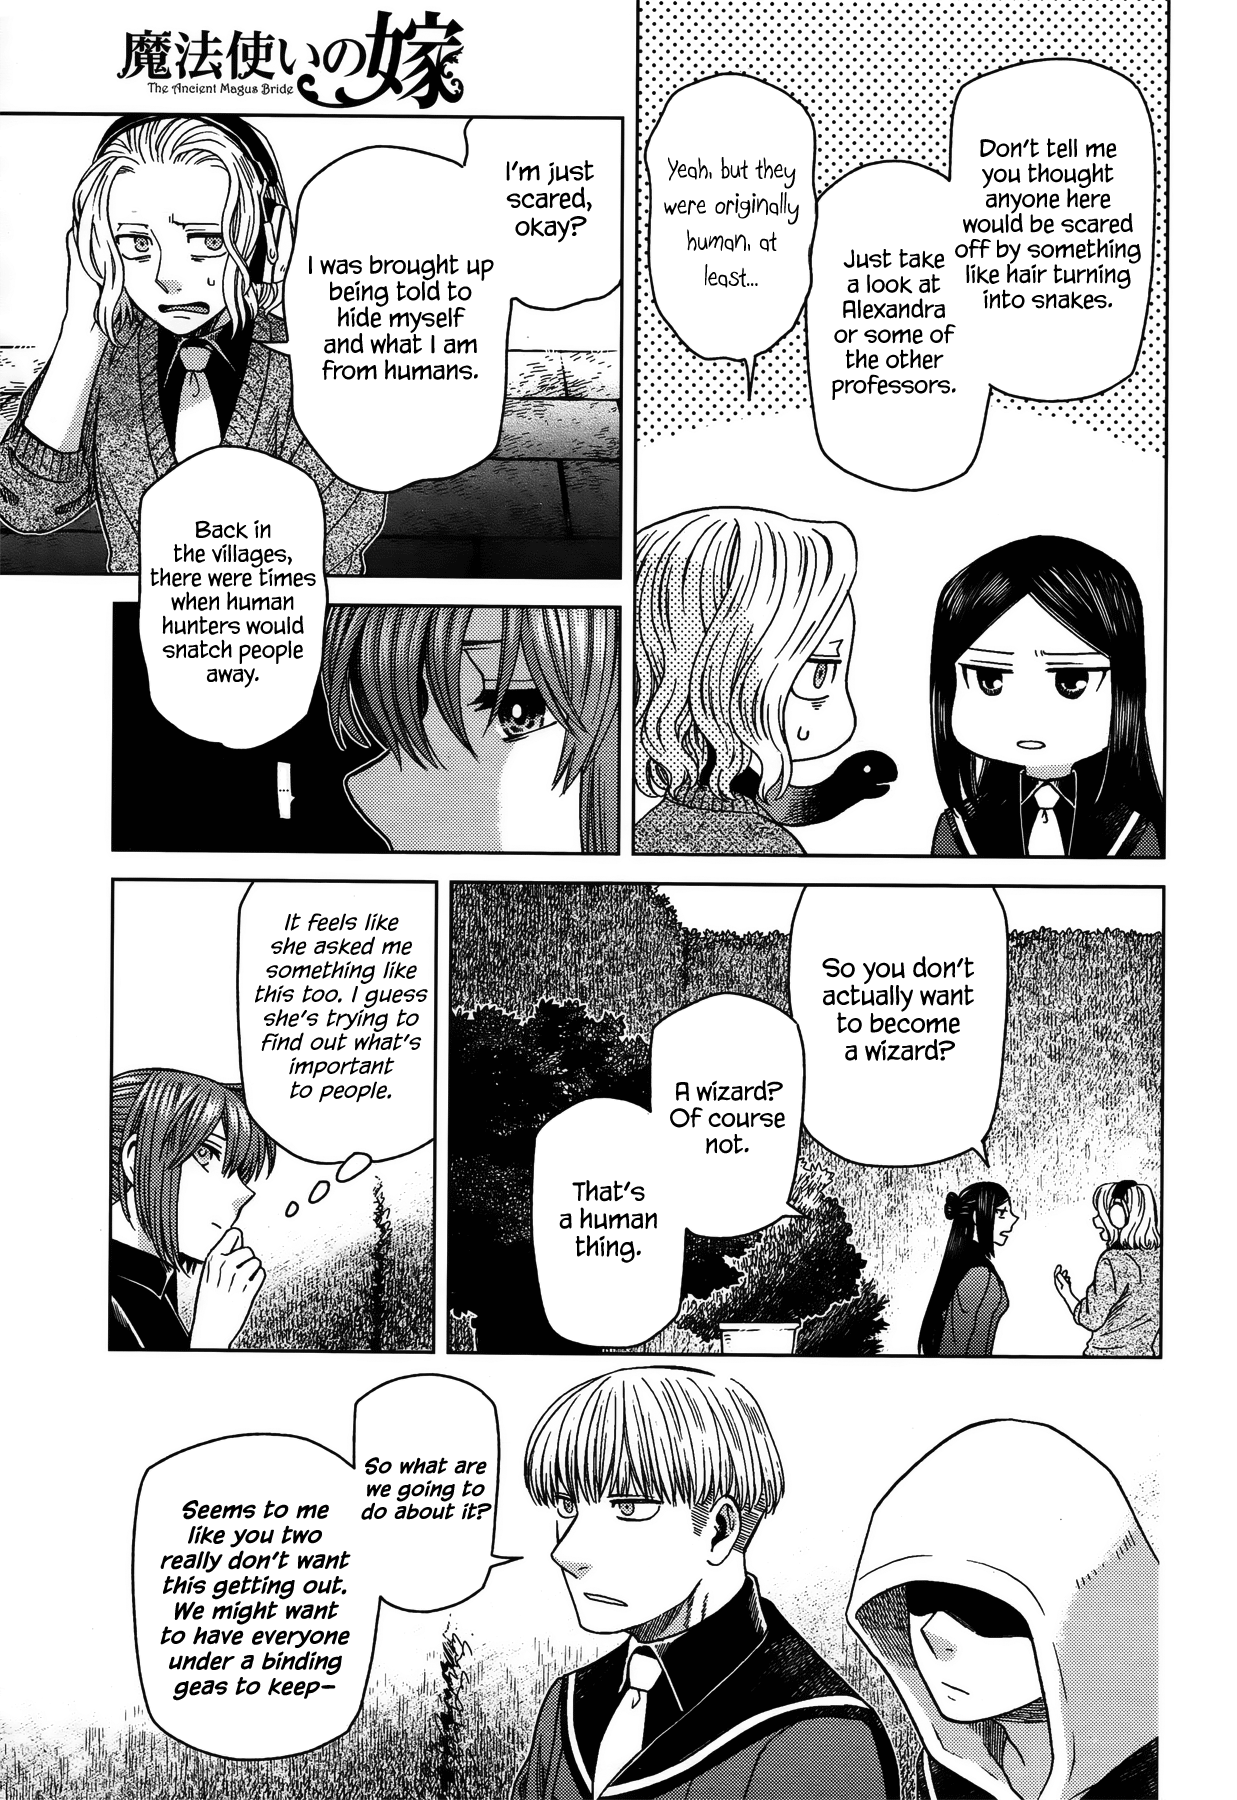 魔法使いの嫁
The Ancient Magus Bride
Don't tell me
you thought
anyone here
would be scared
off by something
like hair turning
into snakes.
Just take
a look at
Alexandra
or some of
the other
professors.
Yeah, but they
were originally
human, at
least...
I'm just
scared,
okay?
I was brought up
being told to
hide myself
and what I am
from humans.
Back in
the villages,
there were times
when human
hunters would
snatch people
away.
......
So you don't
actually want
to become
a wizard?
A wizard?
Of course
not.
That's
a human
thing.
It feels like
she asked me
something like
this too. I guess
she's trying to
find out what's
important
to people.
So what are
we going to
do about it?
Seems to me
like you two
really don't want
this getting out.
We might want
to have everyone
under a binding
geas to keep-